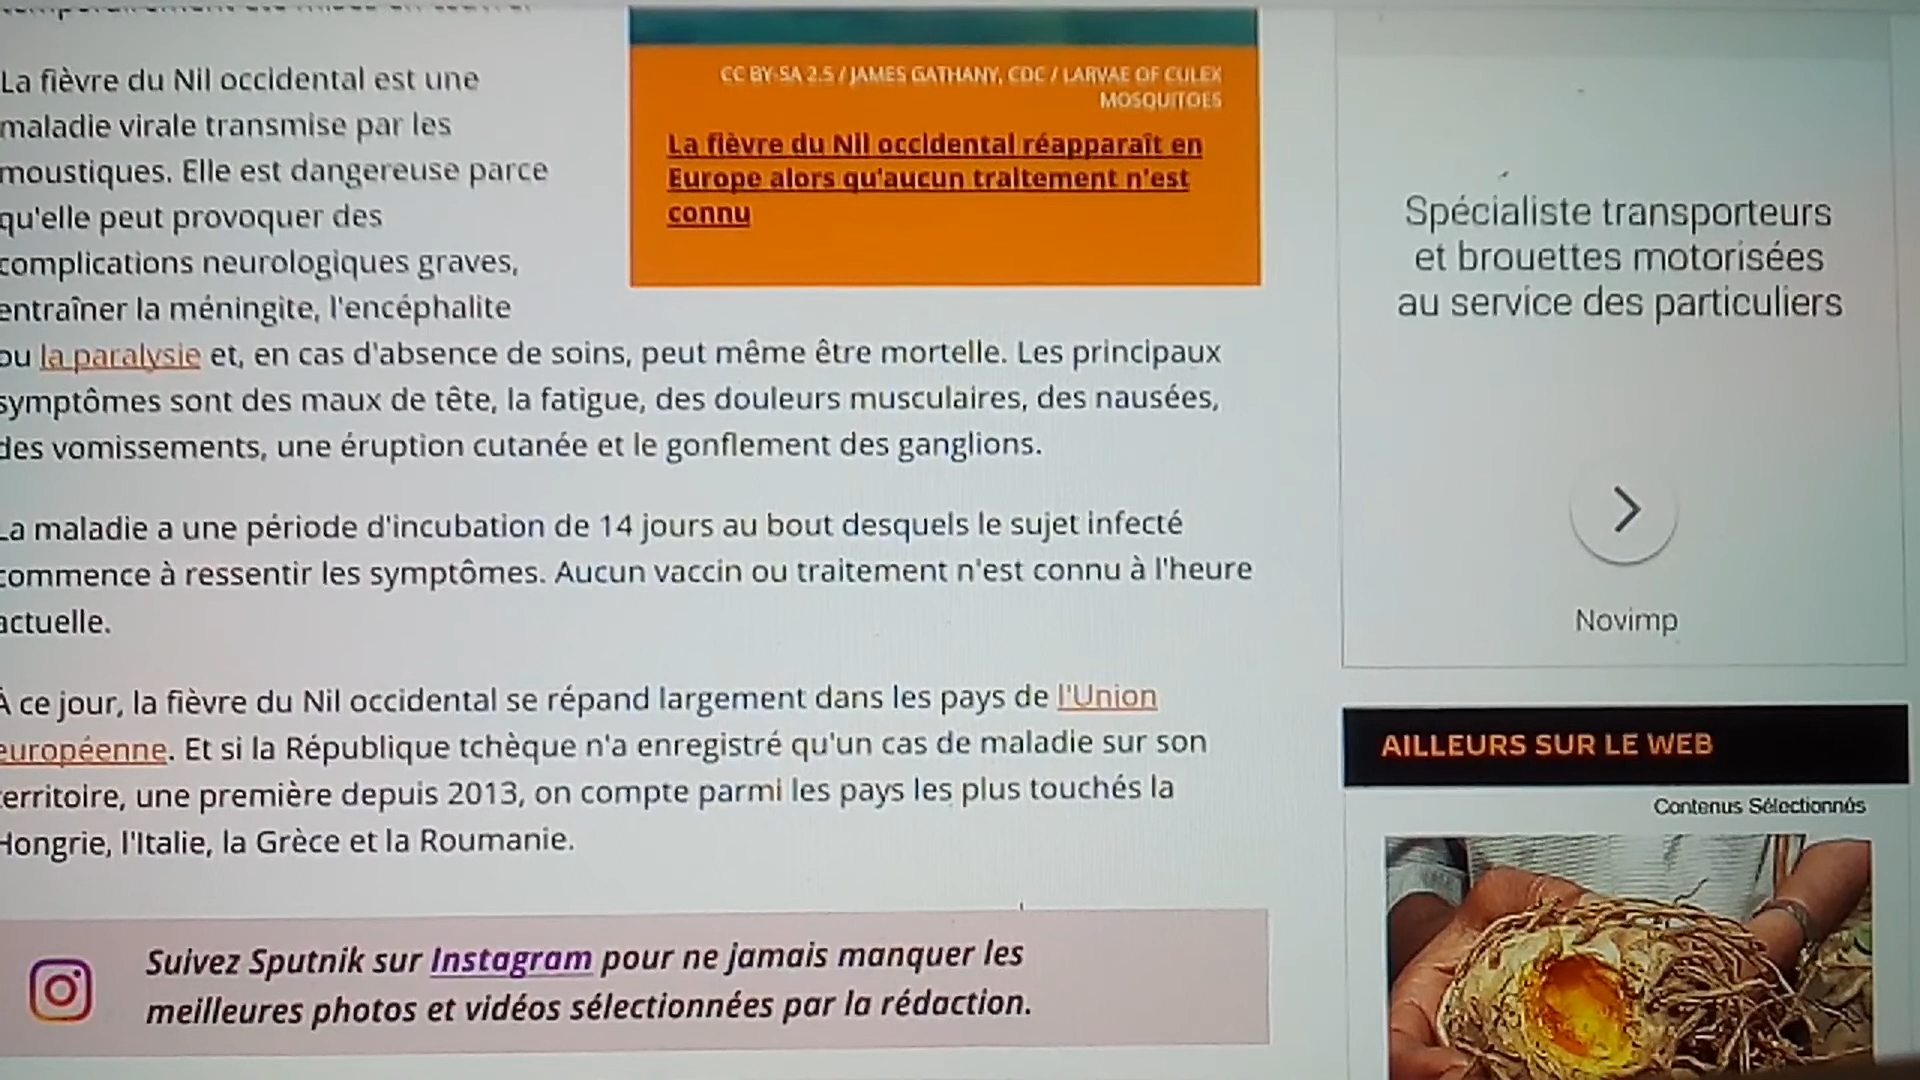 La fièvre du Nil occidental est une
maladie virale transmise par les
moustiques. Elle est dangereuse parce
qu'elle peut provoquer des
complications neurologiques graves,
entraîner la méningite, l'encéphalite
ou la paralysie et, en cas d'absence de soins, peut même être mortelle. Les principaux
symptômes sont des maux de tête, la fatigue, des douleurs musculaires, des nausées,
des vomissements, une éruption cutanée et le gonflement des ganglions.
La maladie a une période d'incubation de 14 jours au bout desquels le sujet infecté
commence à ressentir les symptômes. Aucun vaccin ou traitement n'est connu à l'heure
actuelle.
À ce jour, la fièvre du Nil occidental se répand largement dans les pays de l'Union
européenne. Et si la République tchèque n'a enregistré qu'un cas de maladie sur son
territoire, une première depuis 2013, on compte parmi les pays les plus touchés la
Hongrie, l'Italie, la Grèce et la Roumanie.
Suivez Sputnik sur Instagram pour ne jamais manquer les
meilleures photos et vidéos sélectionnées par la rédaction.
CC BY-SA 2.5 / JAMES GATHANY, CDC / LARVAE OF CULEX
MOSQUITOES
La fièvre du Nil occidental réapparaît en
Europe alors qu'aucun traitement n'est
connu
Spécialiste transporteurs
et brouettes motorisées
au service des particuliers
Novimp
AILLEURS SUR LE WEB
Contenus Sélectionnés